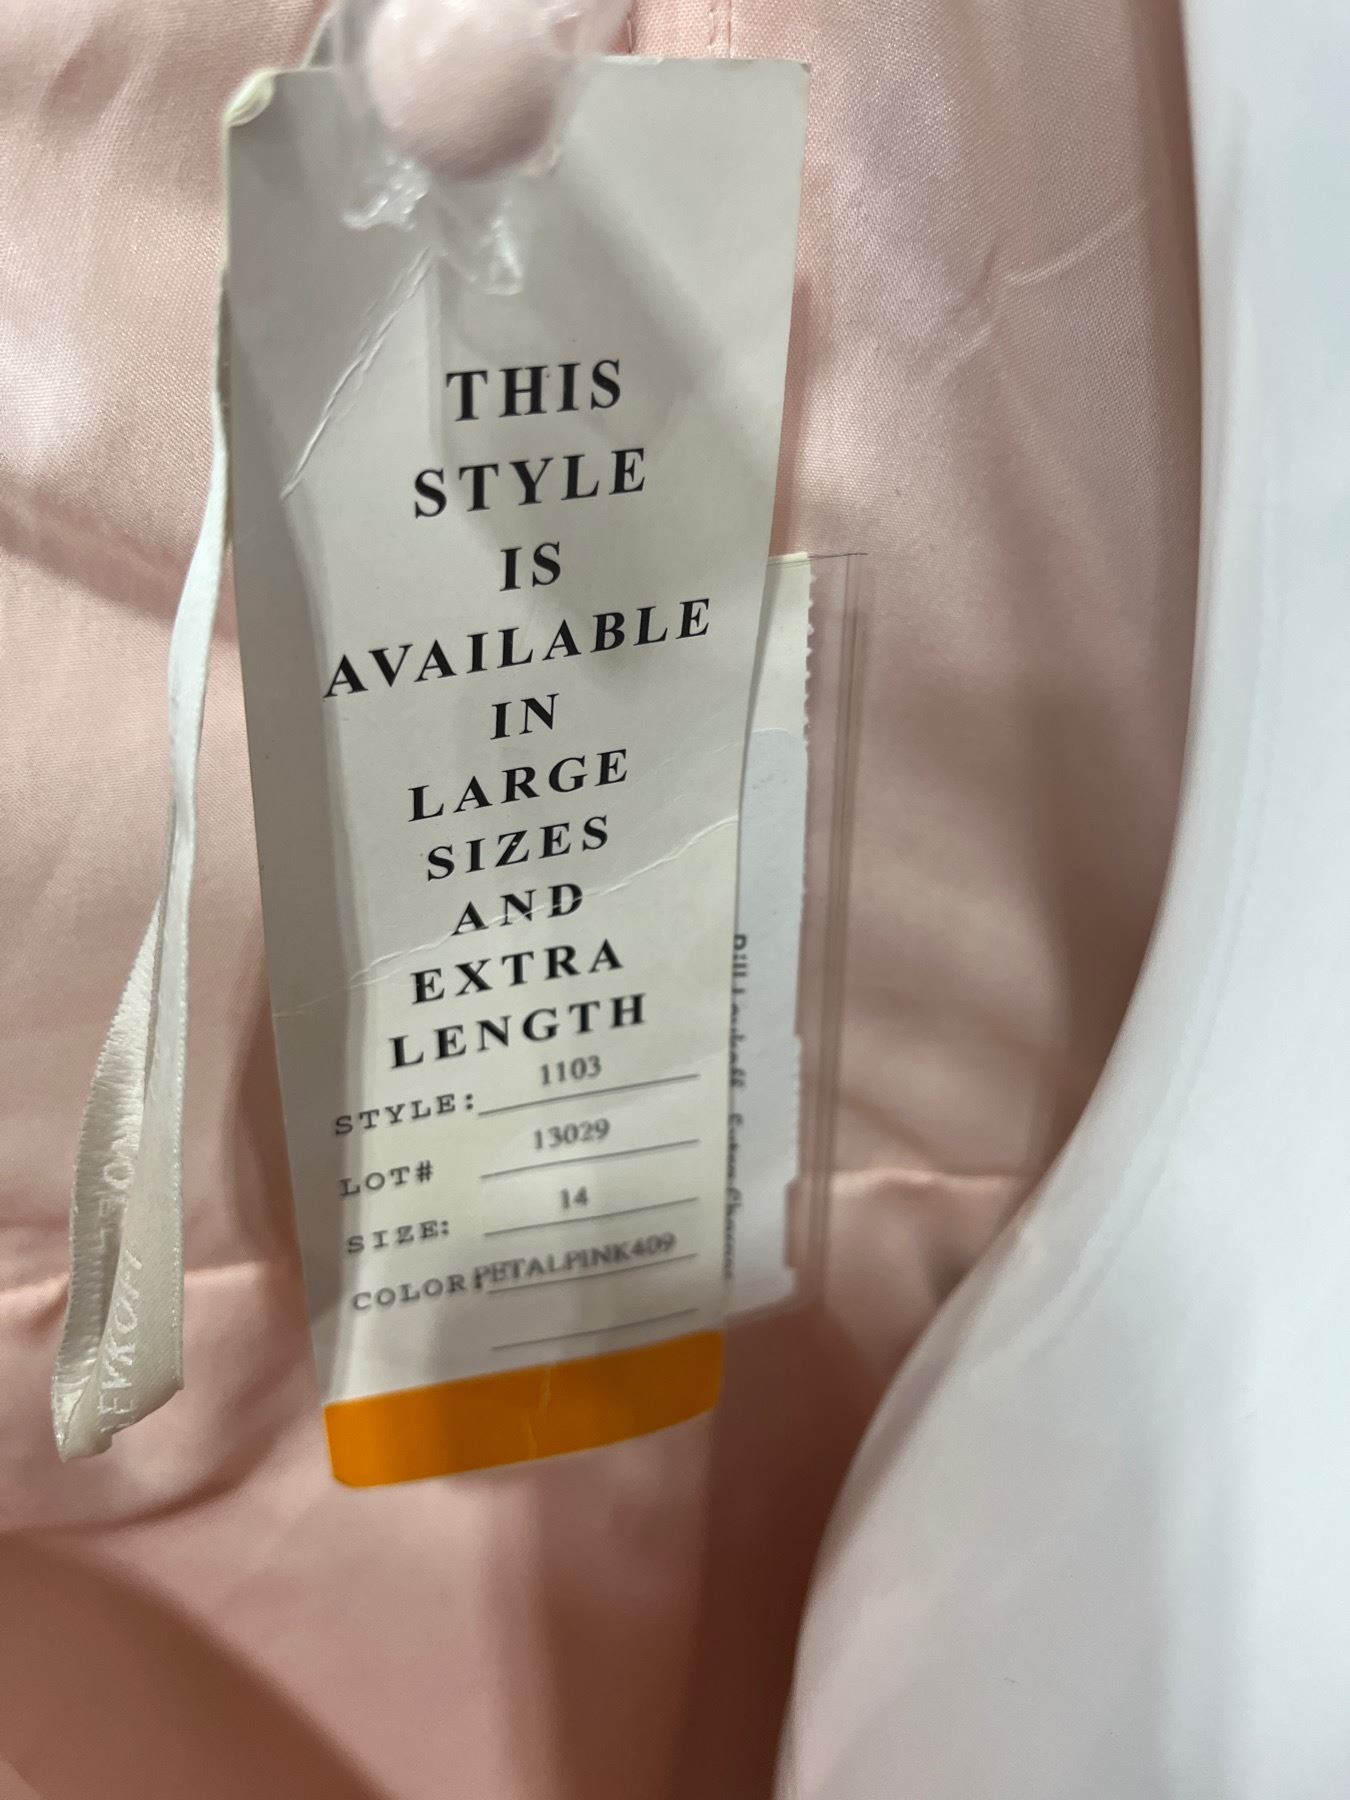 THIS
STYLE
IS
AVAILABLE
IN
LARGE
SIZES
AND
EXTRA
LENGTH
STYLE: 1103
LOT# 13029
SIZE: 14
COLOR: PETALPINK409